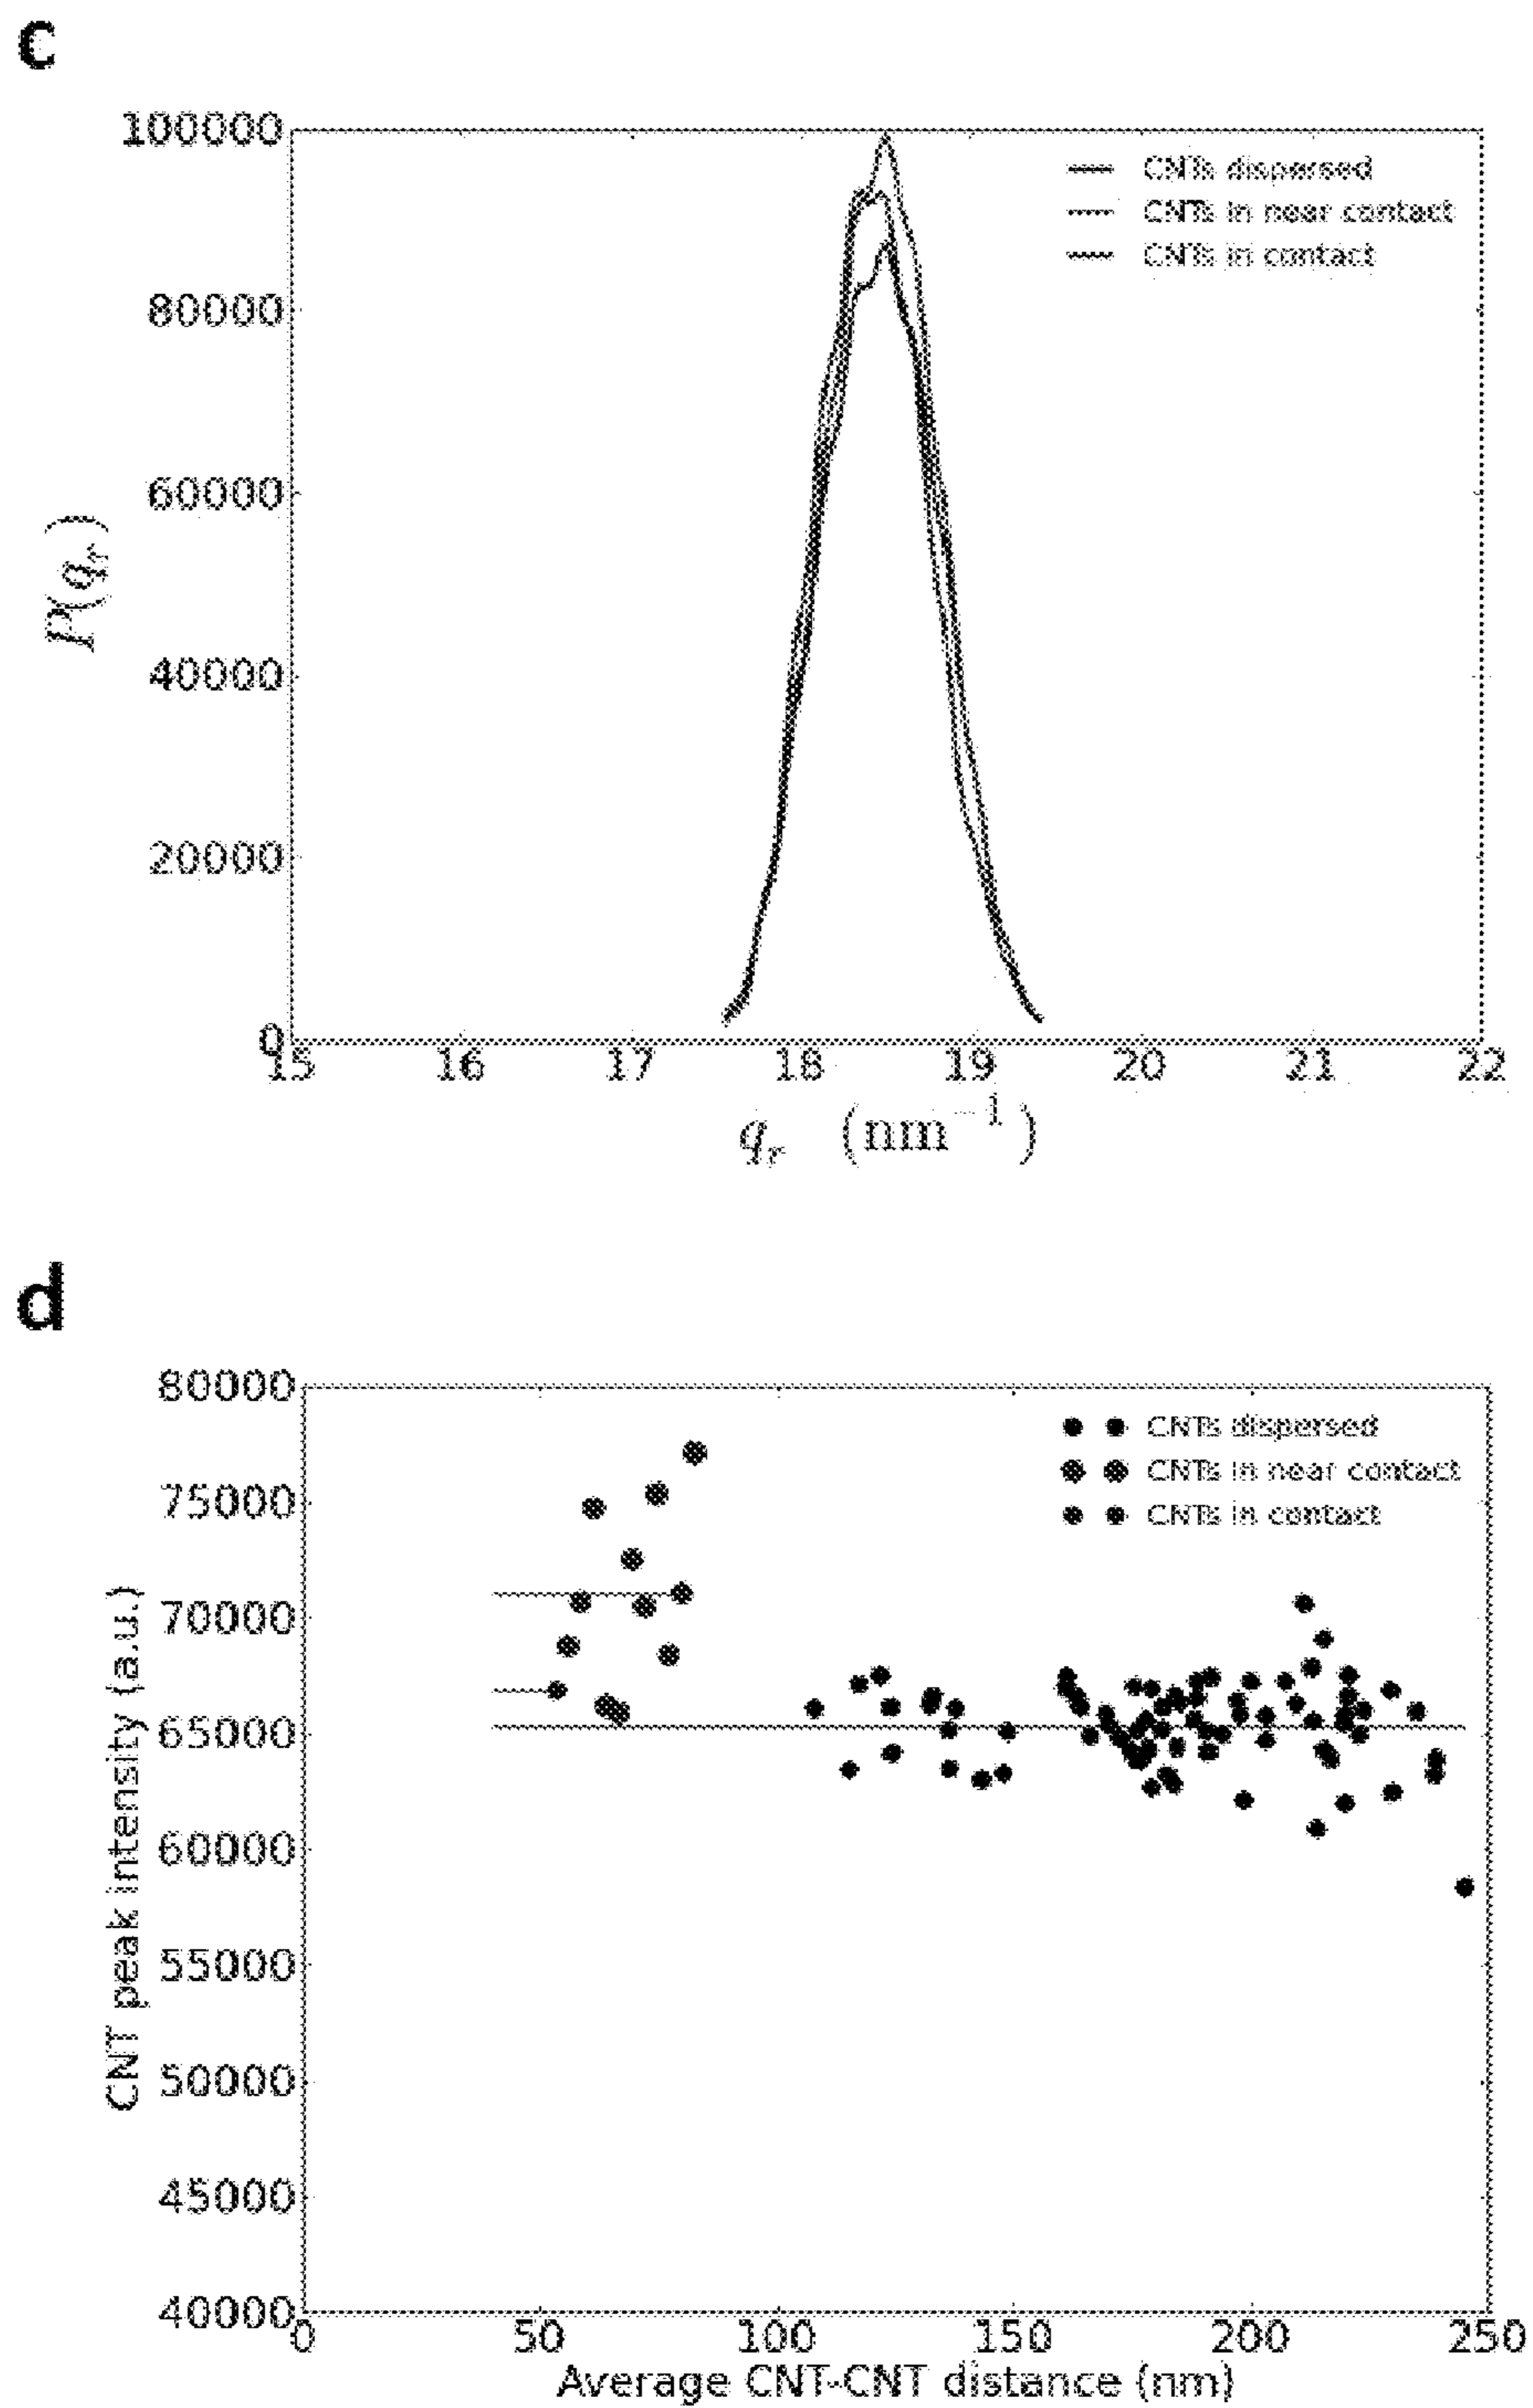 c
100000
80000
60000
40000
20000
0
15 16 17 18 19 20 21 22
P(qᵣ)
qᵣ (nm⁻¹)
CNTs dispersed
CNTs in near contact
CNTs in contact
d
80000
75000
70000
65000
60000
55000
50000
45000
40000
0 50 100 150 200 250
CNT peak intensity (a.u.)
Average CNT-CNT distance (nm)
CNTs dispersed
CNTs in near contact
CNTs in contact